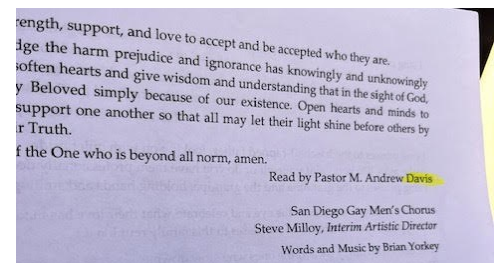 rength, support, and love to accept and be accepted who they are.
dge the harm prejudice and ignorance has knowingly and unknowingly
soften hearts and give wisdom and understanding that in the sight of God,
y Beloved simply because of our existence. Open hearts and minds to
support one another so that all may let their light shine before others by
r Truth.
f the One who is beyond all norm, amen.
Read by Pastor M. Andrew Davis
San Diego Gay Men's Chorus
Steve Milloy, Interim Artistic Director
Words and Music by Brian Yorkey